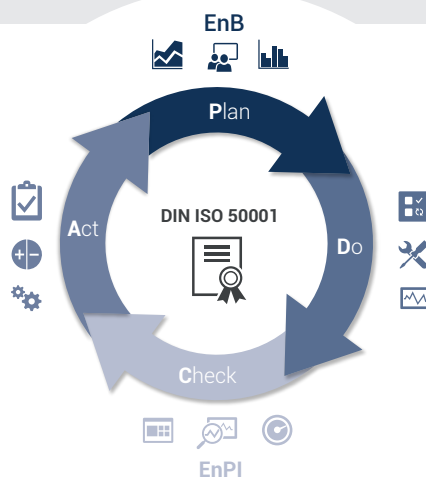 EnB
Plan
DIN ISO 50001
Act
Do
Check
EnPI